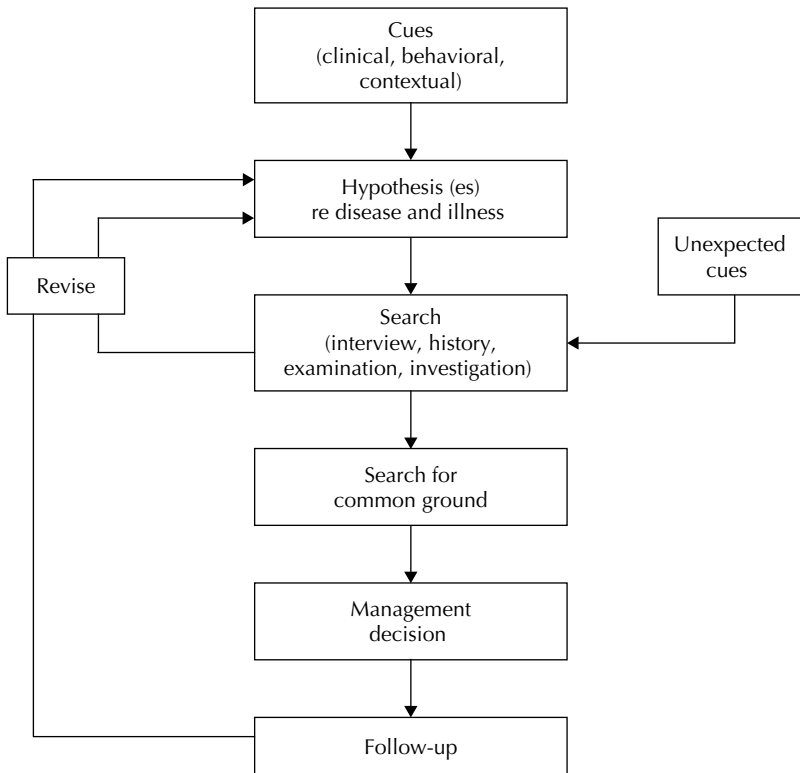 Cues
(clinical, behavioral,
contextual)
Hypothesis (es)
re disease and illness
Unexpected
cues
Revise
Search
(interview, history,
examination, investigation)
Search for
common ground
Management
decision
Follow-up